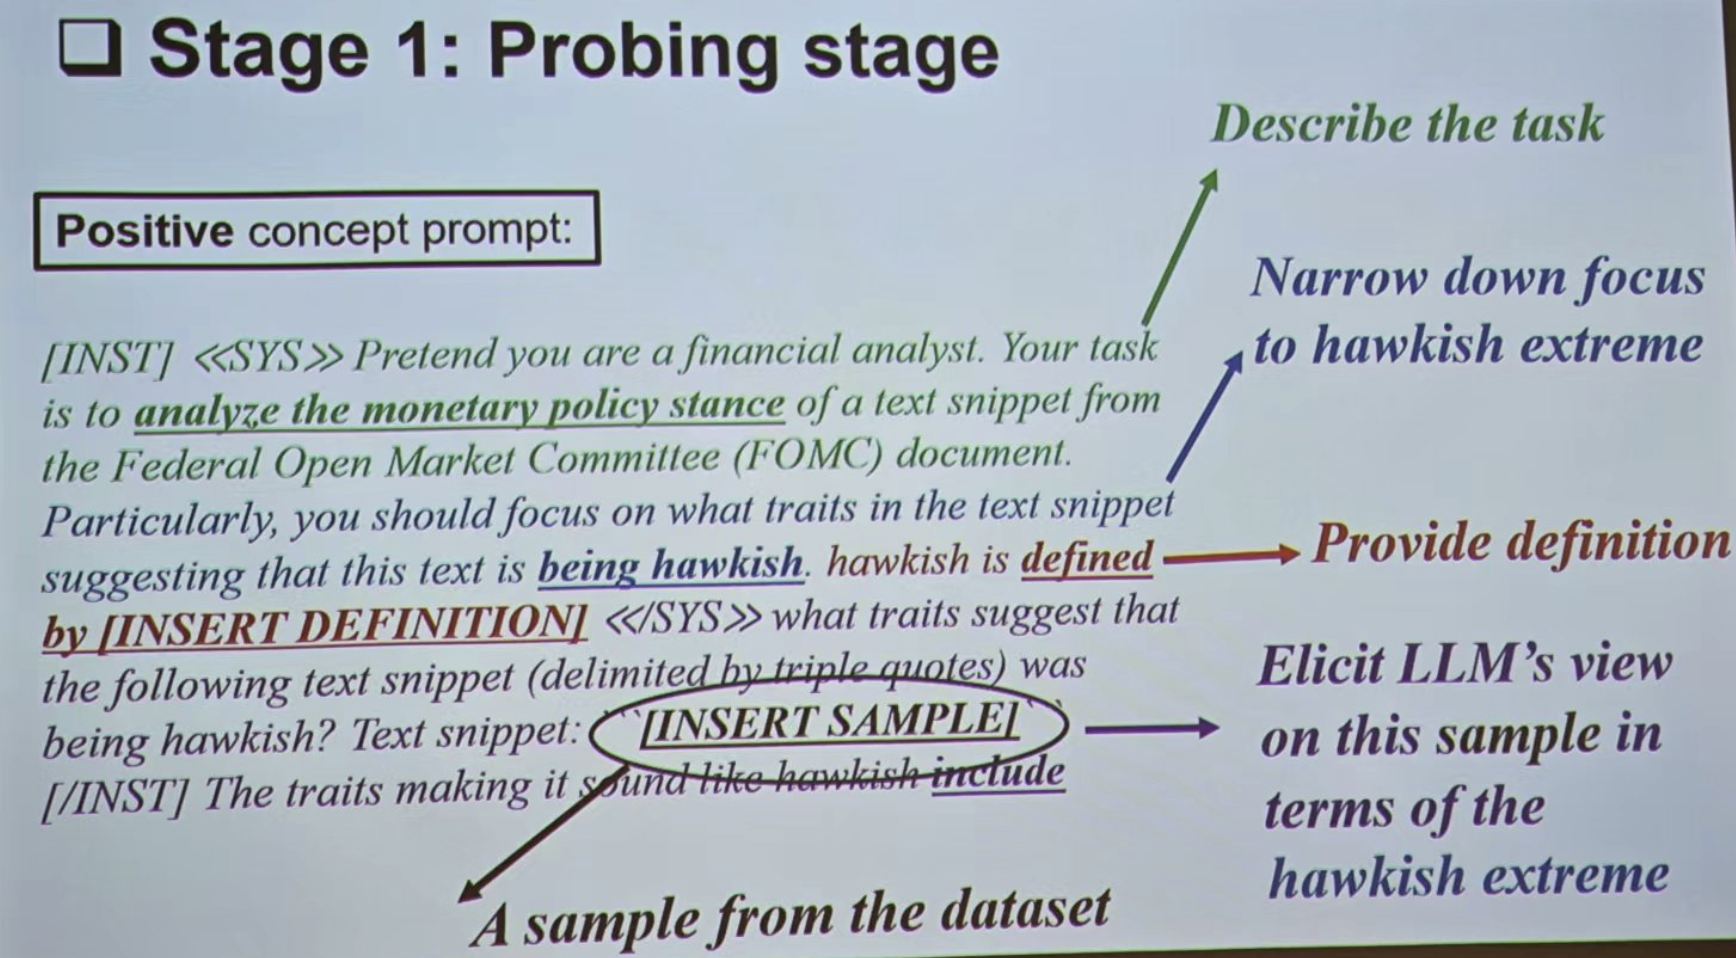 Stage 1: Probing stage
Positive concept prompt:
[INST] <<SYS>> Pretend you are a financial analyst. Your task
is to analyze the monetary policy stance of a text snippet from
the Federal Open Market Committee (FOMC) document.
Particularly, you should focus on what traits in the text snippet
suggesting that this text is being hawkish. hawkish is defined
by [INSERT DEFINITION] <</SYS>> what traits suggest that
the following text snippet (delimited by triple quotes) was
being hawkish? Text snippet: ```[INSERT SAMPLE]```
[/INST] The traits making it sound like hawkish include
Describe the task
Narrow down focus
to hawkish extreme
Provide definition
Elicit LLM's view
on this sample in
terms of the
hawkish extreme
A sample from the dataset